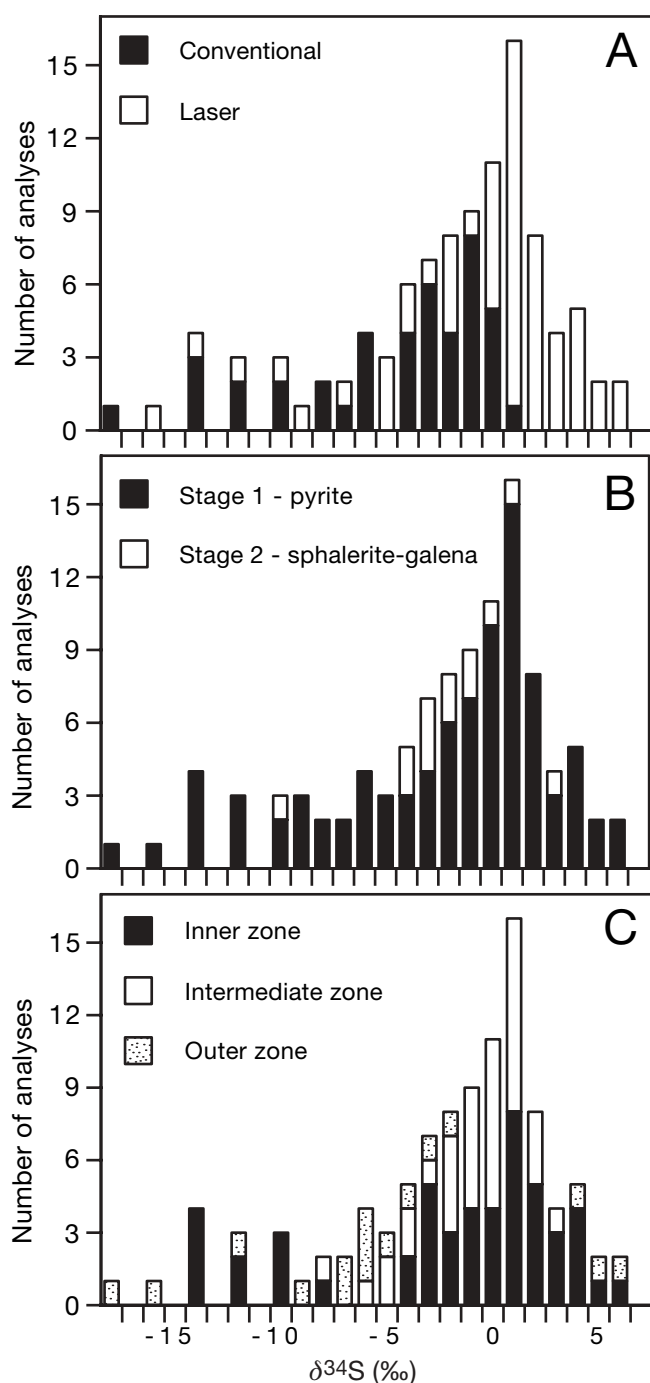 A
Conventional
Laser
15
12
9
6
3
0
Number of analyses
B
Stage 1 - pyrite
Stage 2 - sphalerite-galena
15
12
9
6
3
0
Number of analyses
C
Inner zone
Intermediate zone
Outer zone
15
12
9
6
3
0
Number of analyses
-15 -10 -5 0 5
δ³⁴S (‰)